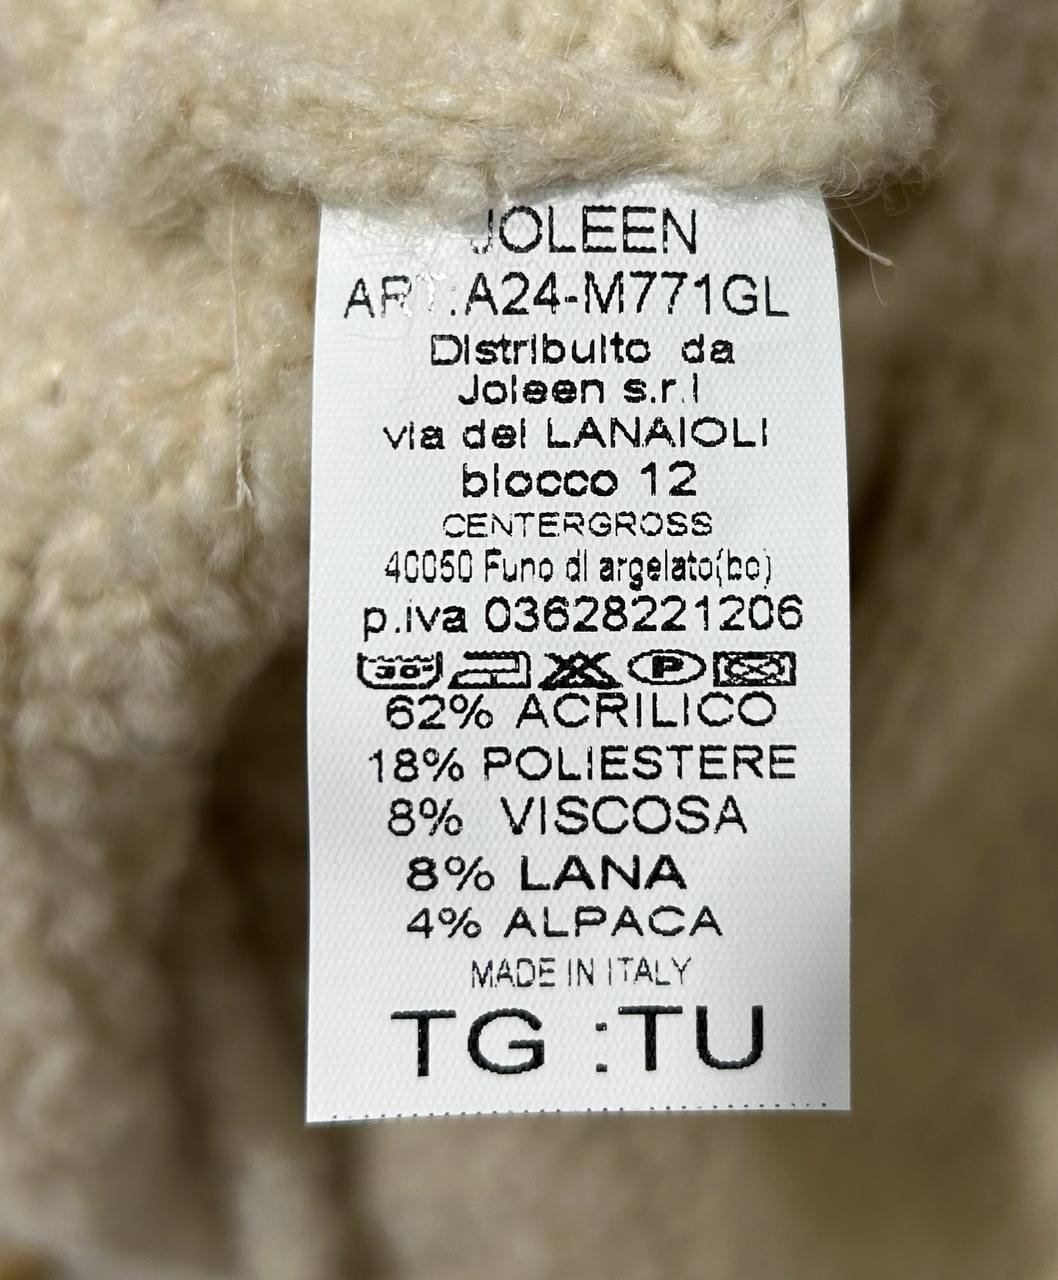 JOLEEN
ART.:A24-M771GL
Distribuito da
Joleen s.r.l
via dei LANAIOLI
blocco 12
CENTERGROSS
40050 Funo di argelato(bo)
p.iva 03628221206
30° P
62% ACRILICO
18% POLIESTERE
8% VISCOSA
8% LANA
4% ALPACA
MADE IN ITALY
TG :TU